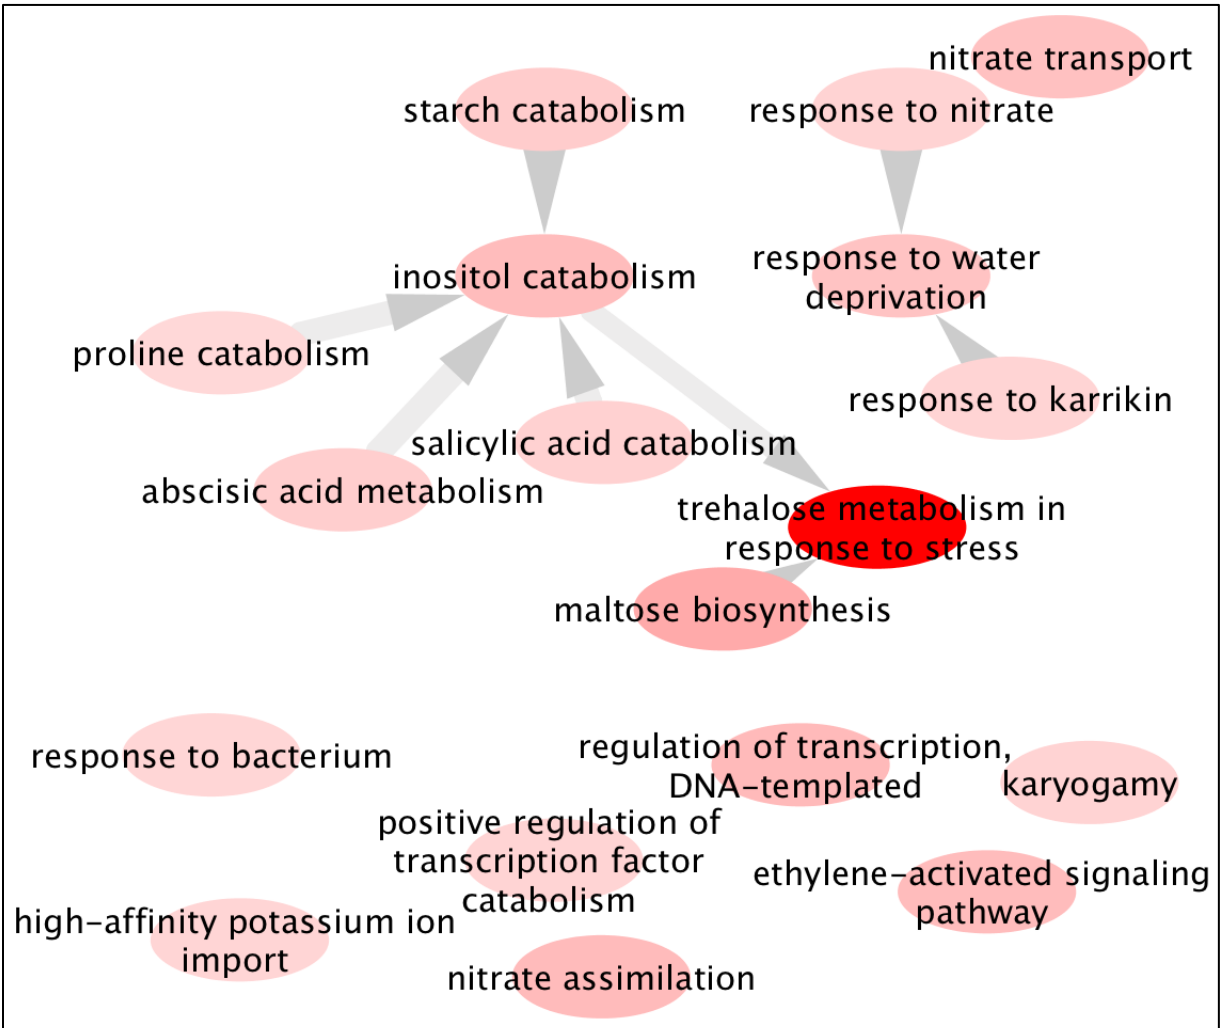 nitrate transport
starch catabolism
response to nitrate
inositol catabolism
response to water
deprivation
proline catabolism
response to karrikin
salicylic acid catabolism
abscisic acid metabolism
trehalose metabolism in
response to stress
maltose biosynthesis
response to bacterium
regulation of transcription,
DNA-templated
karyogamy
positive regulation of
transcription factor
catabolism
ethylene-activated signaling
pathway
high-affinity potassium ion
import
nitrate assimilation